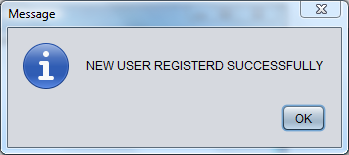 Message
NEW USER REGISTERD SUCCESSFULLY
OK